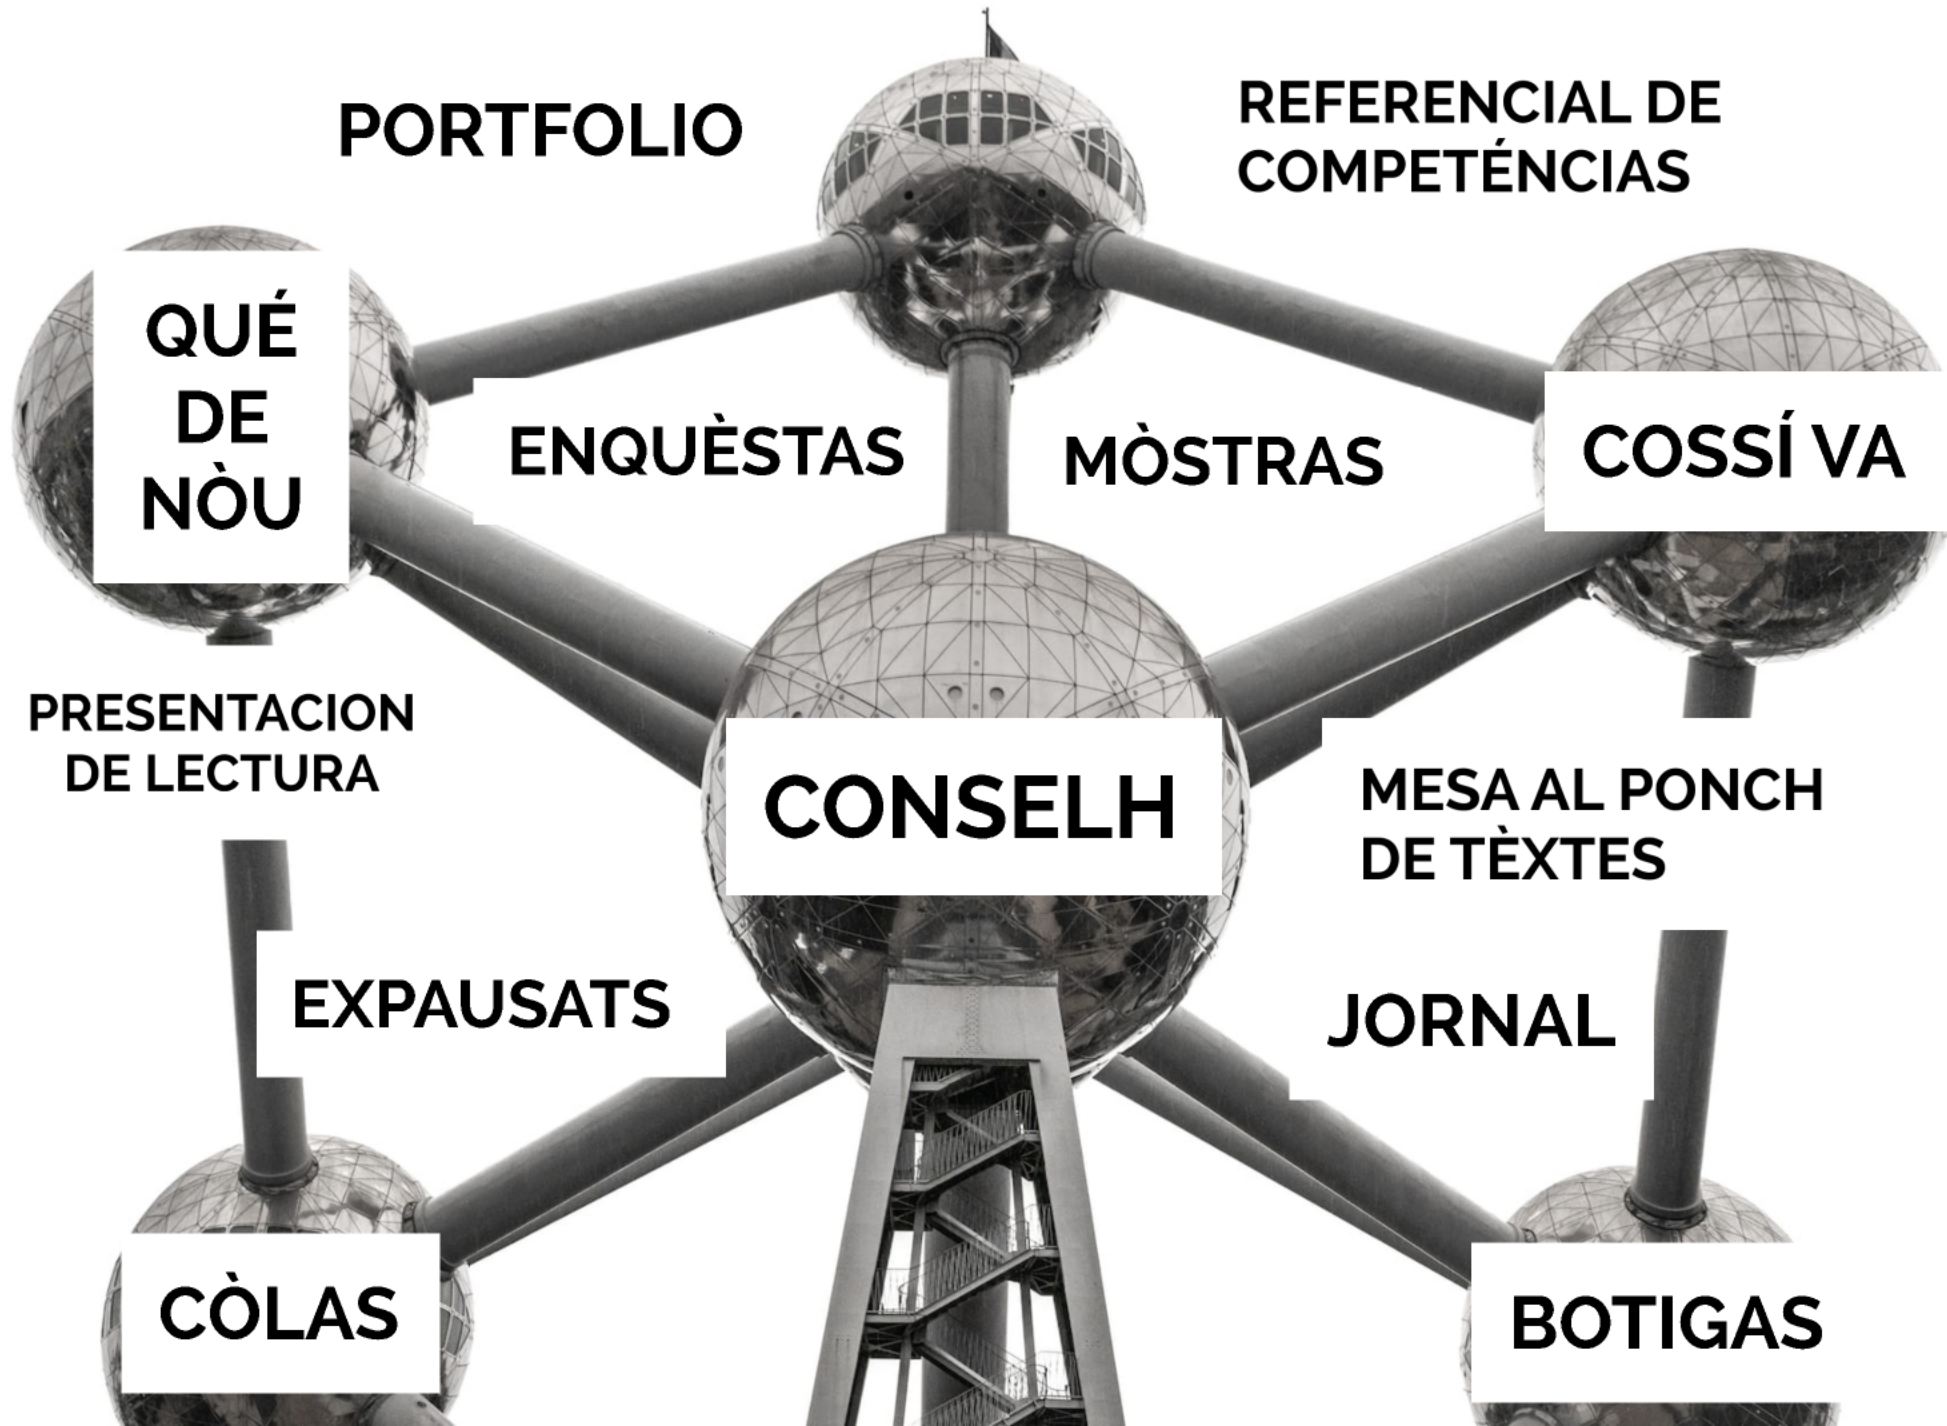 PORTFOLIO
REFERENCIAL DE
COMPETÉNCIAS
QUÉ
DE
NÒU
ENQUÈSTAS
MÒSTRAS
COSSÍ VA
PRESENTACION
DE LECTURA
CONSELH
MESA AL PONCH
DE TÈXTES
EXPAUSATS
JORNAL
CÒLAS
BOTIGAS